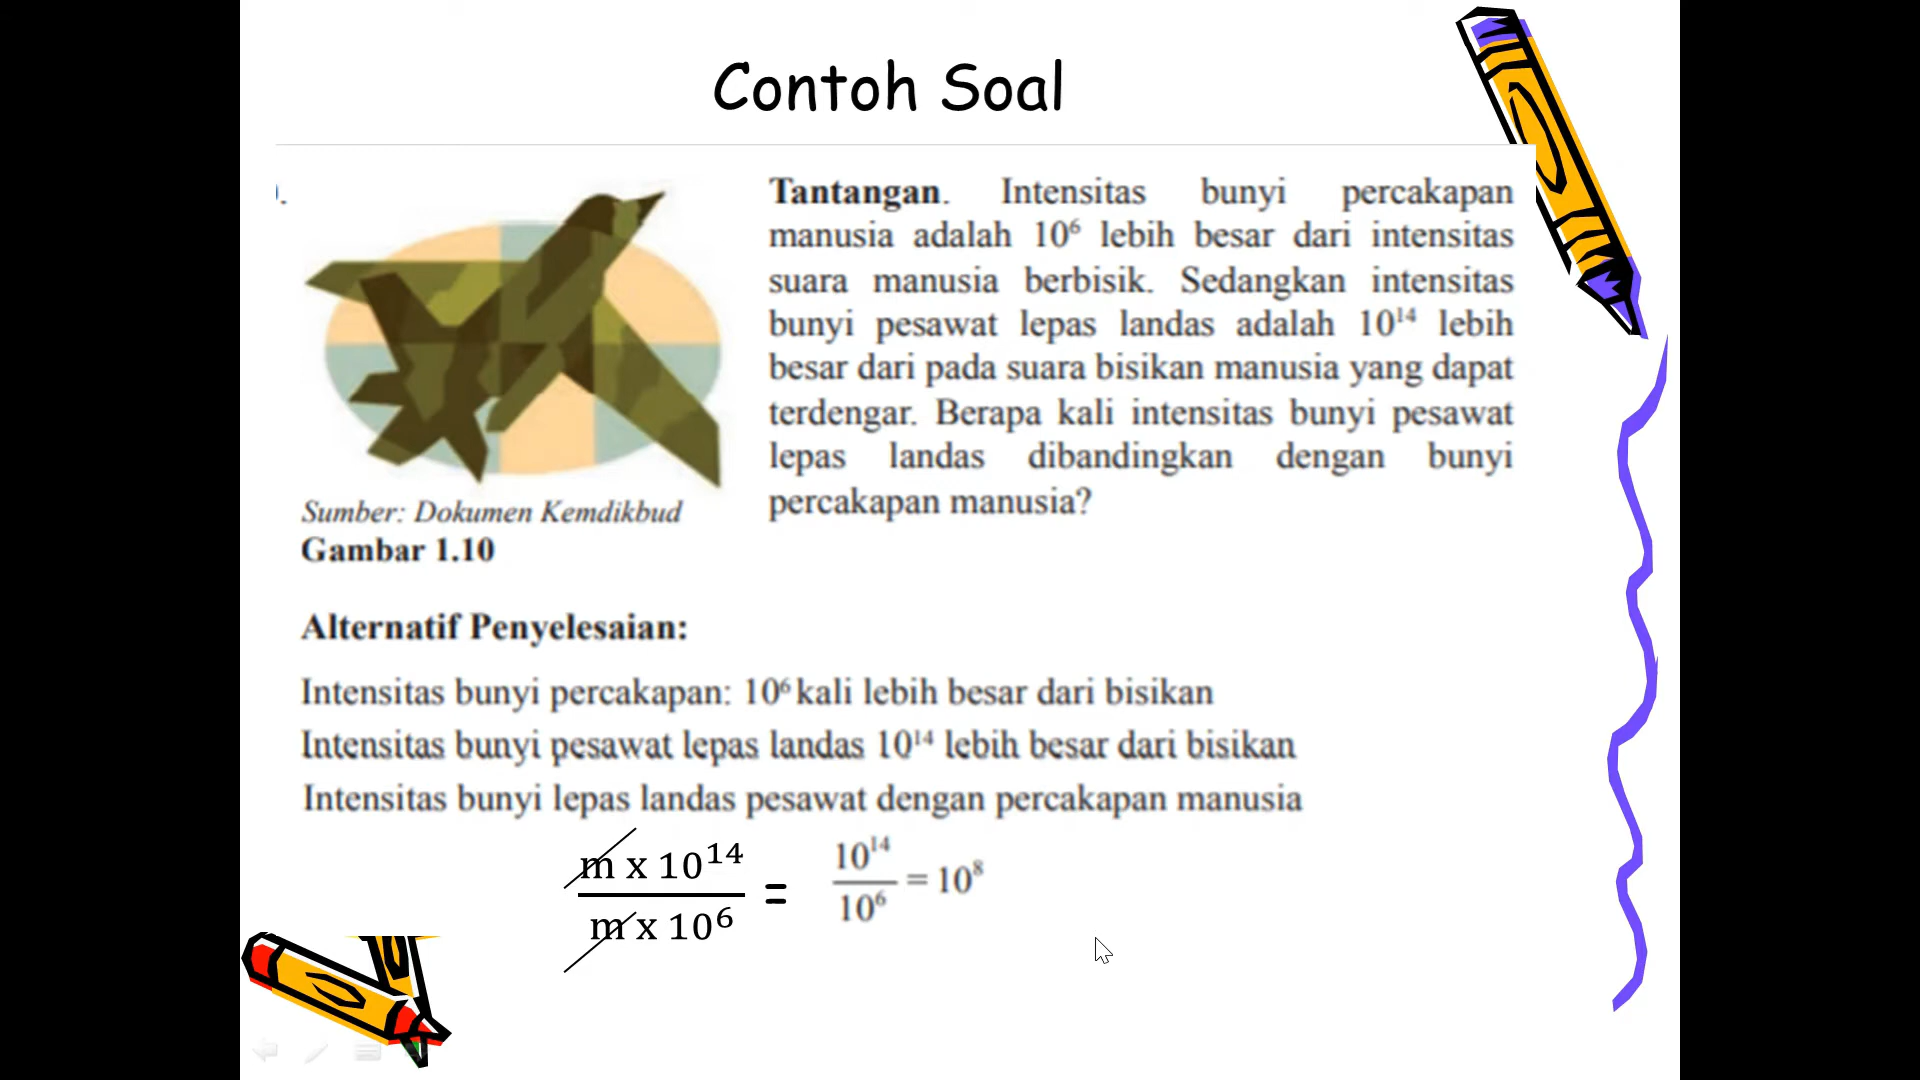 Contoh Soal
Tantangan. Intensitas bunyi percakapan
manusia adalah 10⁶ lebih besar dari intensitas
suara manusia berbisik. Sedangkan intensitas
bunyi pesawat lepas landas adalah 10¹⁴ lebih
besar dari pada suara bisikan manusia yang dapat
terdengar. Berapa kali intensitas bunyi pesawat
lepas landas dibandingkan dengan bunyi
percakapan manusia?
Sumber: Dokumen Kemdikbud
Gambar 1.10
Alternatif Penyelesaian:
Intensitas bunyi percakapan: 10⁶ kali lebih besar dari bisikan
Intensitas bunyi pesawat lepas landas 10¹⁴ lebih besar dari bisikan
Intensitas bunyi lepas landas pesawat dengan percakapan manusia
m x 10¹⁴
m x 10⁶
=
10¹⁴
10⁶
= 10⁸